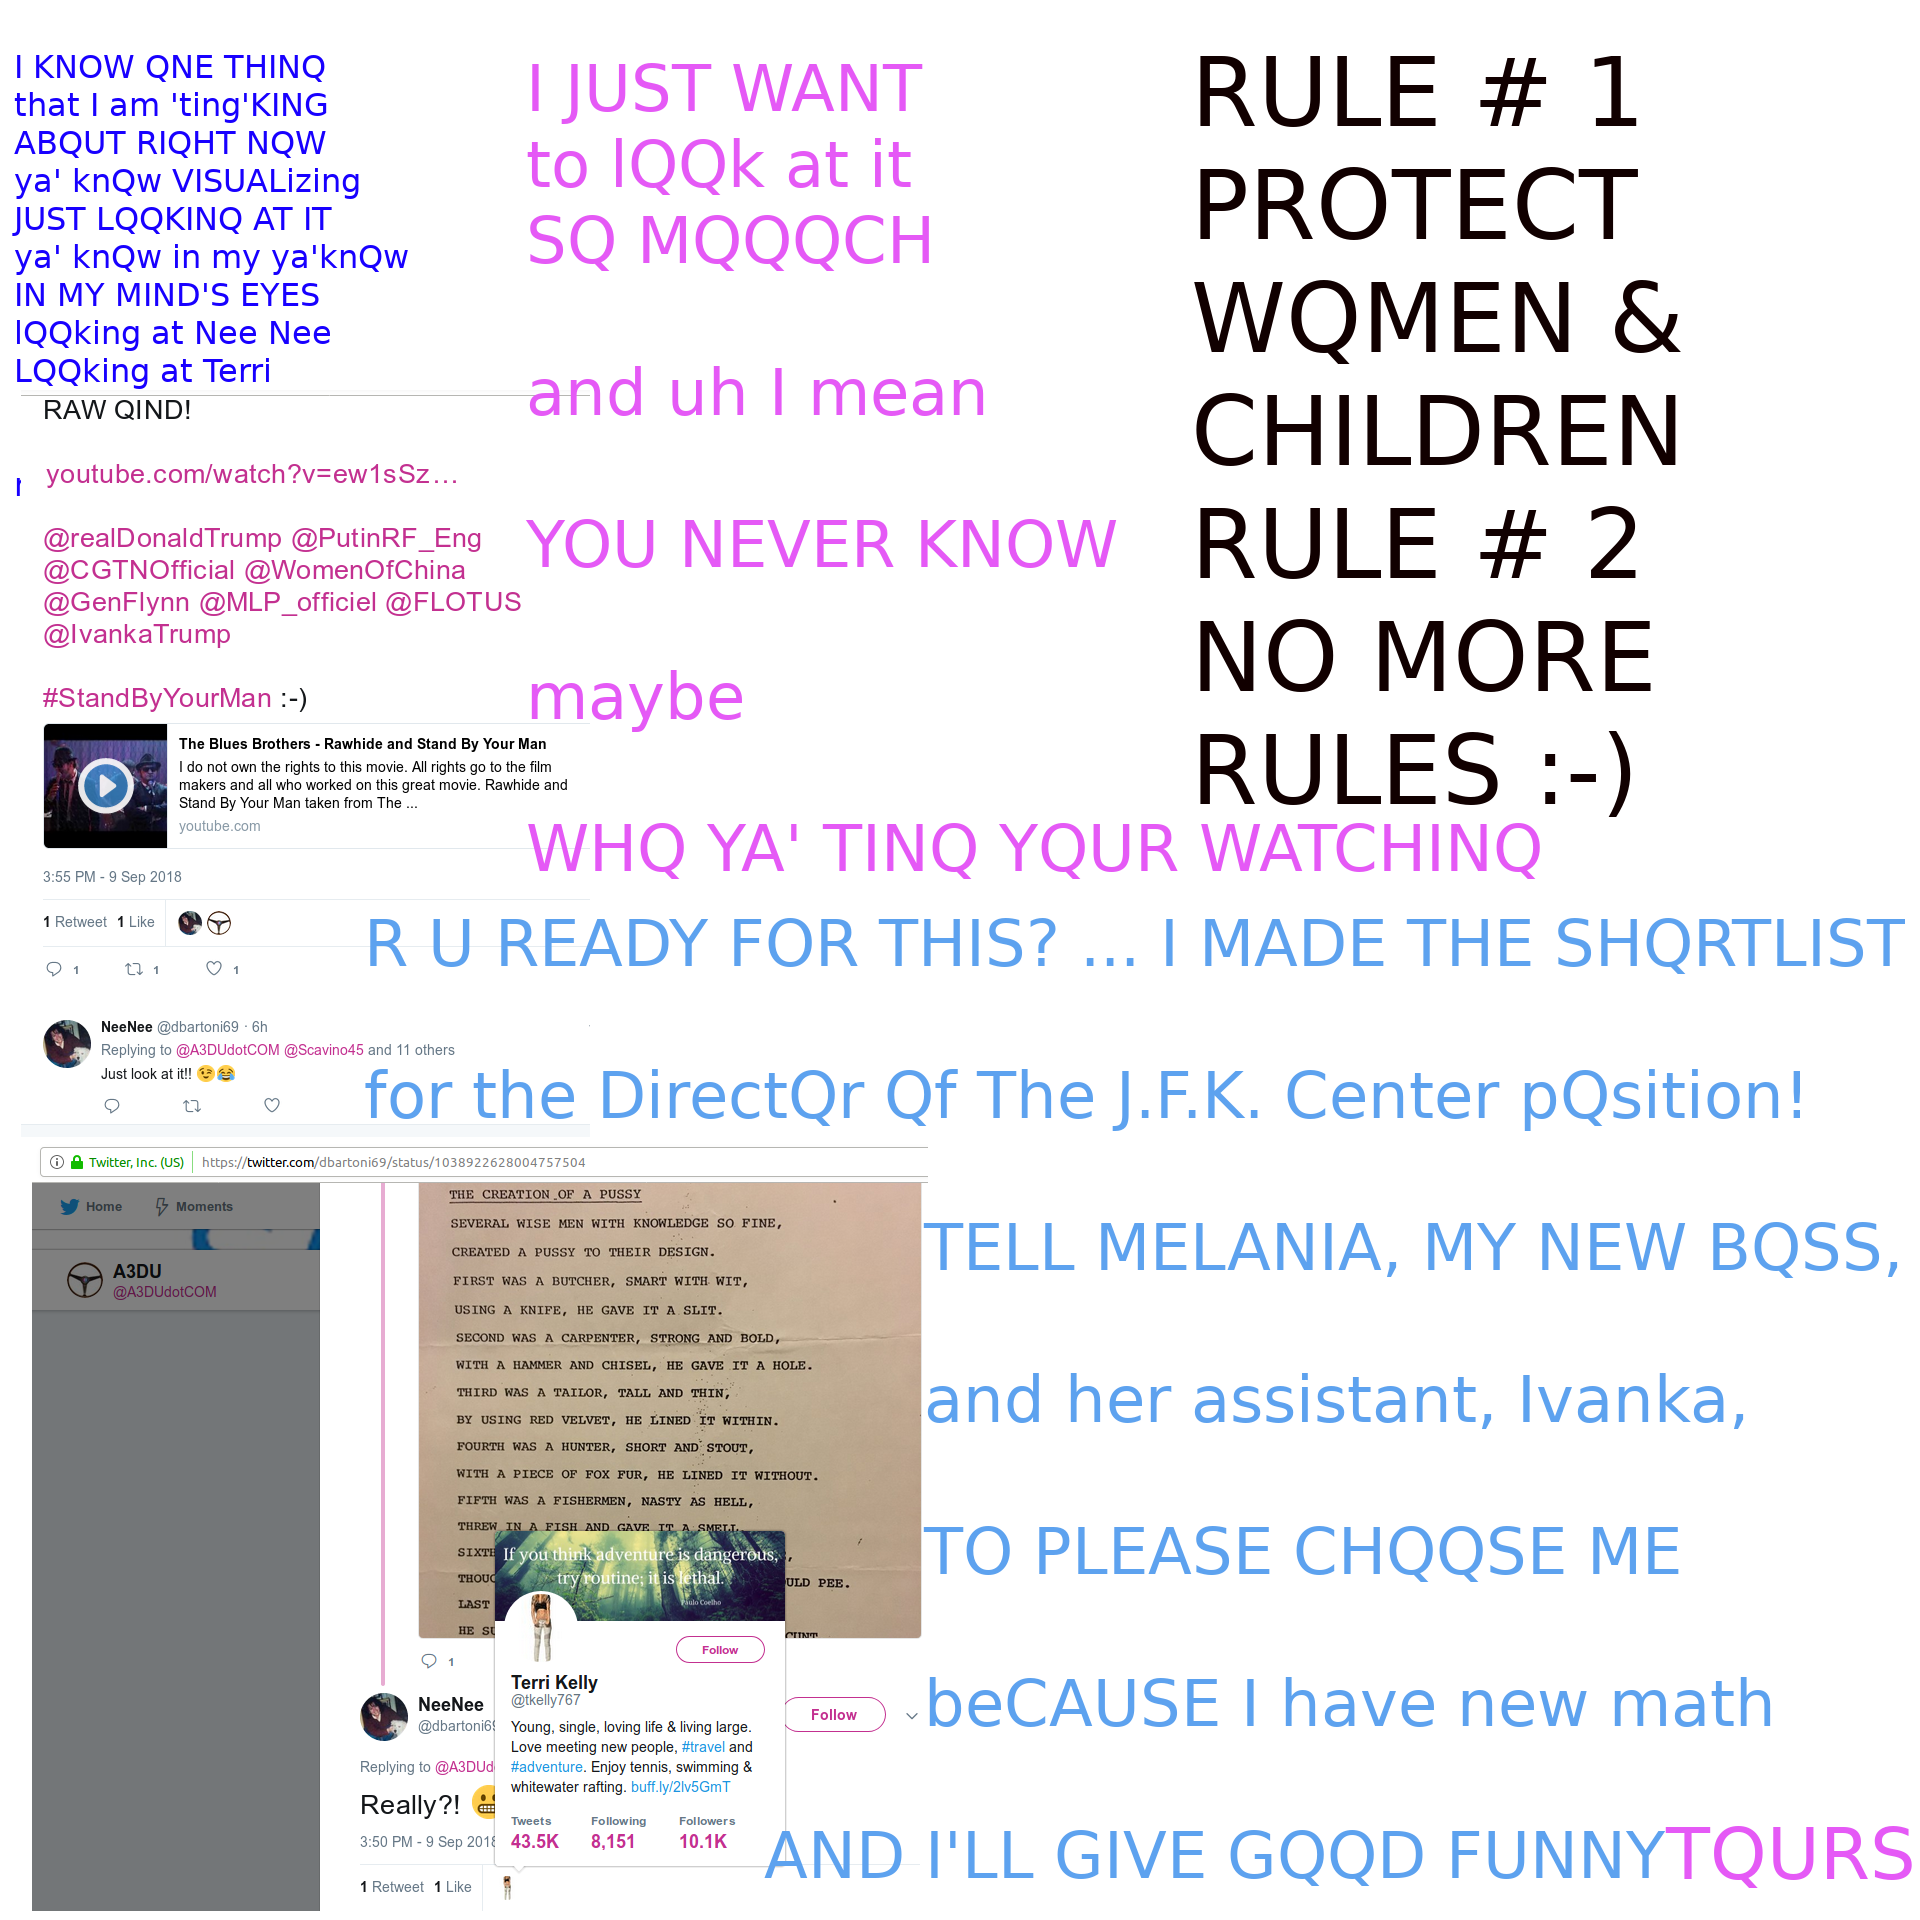 I KNOW QNE THINQ
that I am 'ting'KING
ABQUT RIQHT NQW
ya' knQw VISUALizing
JUST LQQKINQ AT IT
ya' knQw in my ya'knQw
IN MY MIND'S EYES
lQQking at Nee Nee
LQQking at Terri
RAW QIND!
youtube.com/watch?v=ew1sSz…
@realDonaldTrump @PutinRF_Eng
@CGTNOfficial @WomenOfChina
@GenFlynn @MLP_officiel @FLOTUS
@IvankaTrump
#StandByYourMan :-)
The Blues Brothers - Rawhide and Stand By Your Man
I do not own the rights to this movie. All rights go to the film
makers and all who worked on this great movie. Rawhide and
Stand By Your Man taken from The ...
youtube.com
3:55 PM - 9 Sep 2018
1 Retweet 1 Like
1 1 1
NeeNee @dbartoni69 · 6h
Replying to @A3DUdotCOM @Scavino45 and 11 others
Just look at it!! 😉😂
I JUST WANT
to lQQk at it
SQ MQQQCH
and uh I mean
YOU NEVER KNOW
maybe
WHQ YA' TINQ YQUR WATCHINQ
RULE # 1
PROTECT
WQMEN &
CHILDREN
RULE # 2
NO MORE
RULES :-)
R U READY FOR THIS? ... I MADE THE SHQRTLIST
for the DirectQr Qf The J.F.K. Center pQsition!
TELL MELANIA, MY NEW BQSS,
and her assistant, Ivanka,
TO PLEASE CHQQSE ME
beCAUSE I have new math
AND I'LL GIVE GQQD FUNNY TQURS
Twitter, Inc. (US) https://twitter.com/dbartoni69/status/1038922628004757504
Home Moments
A3DU
@A3DUdotCOM
THE CREATION OF A PUSSY
SEVERAL WISE MEN WITH KNOWLEDGE SO FINE,
CREATED A PUSSY TO THEIR DESIGN.
FIRST WAS A BUTCHER, SMART WITH WIT,
USING A KNIFE, HE GAVE IT A SLIT.
SECOND WAS A CARPENTER, STRONG AND BOLD,
WITH A HAMMER AND CHISEL, HE GAVE IT A HOLE.
THIRD WAS A TAILOR, TALL AND THIN,
BY USING RED VELVET, HE LINED IT WITHIN.
FOURTH WAS A HUNTER, SHORT AND STOUT,
WITH A PIECE OF FOX FUR, HE LINED IT WITHOUT.
FIFTH WAS A FISHERMEN, NASTY AS HELL,
THREW IN A FISH AND GAVE IT A SMELL
SIXTH
THOUG ULD PEE.
LAST
HE SU CUNT
If you think adventure is dangerous,
try routine; it is lethal.
Paulo Coelho
Follow
Terri Kelly
@tkelly767
Young, single, loving life & living large.
Love meeting new people, #travel and
#adventure. Enjoy tennis, swimming &
whitewater rafting. buff.ly/2lv5GmT
Tweets Following Followers
43.5K 8,151 10.1K
1
NeeNee
@dbartoni69
Follow
Replying to @A3DUd
Really?! 😬
3:50 PM - 9 Sep 2018
1 Retweet 1 Like